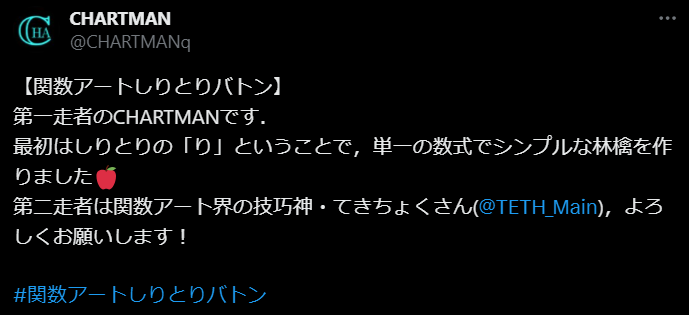 CHARTMAN
@CHARTMANq
CHA
【関数アートしりとりバトン】
第一走者のCHARTMANです．
最初はしりとりの「り」ということで，単一の数式でシンプルな林檎を作
りました🍎
第二走者は関数アート界の技巧神・てきちょくさん(@TETH_Main)，よろ
しくお願いします！
#関数アートしりとりバトン